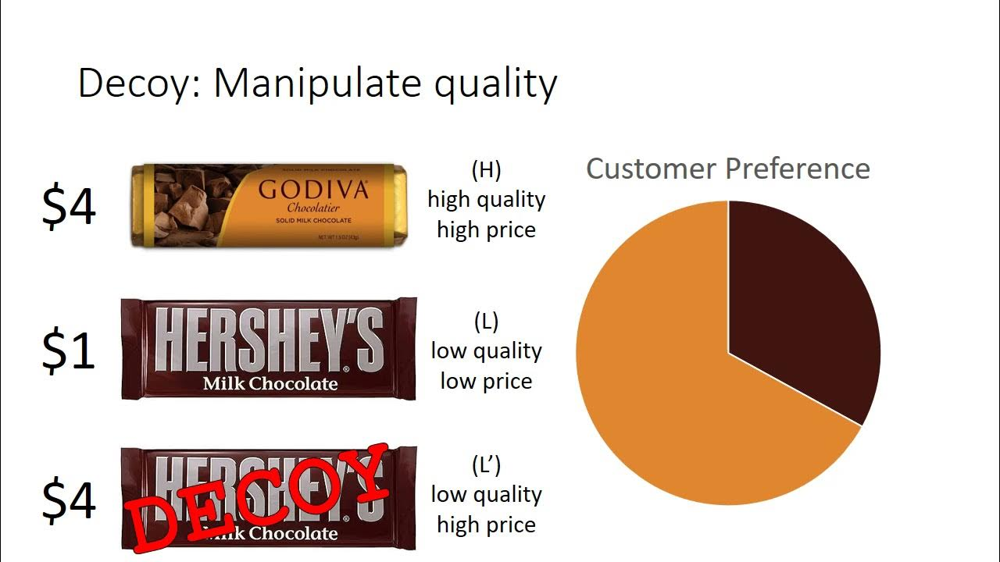 Decoy: Manipulate quality
$4
SOLID MILK CHOCOLATE
GODIVA
Chocolatier
SOLID MILK CHOCOLATE
NET. WT 1.5 OZ (43g)
(H)
high quality
high price
Customer Preference
$1
HERSHEY'S
®
Milk Chocolate
(L)
low quality
low price
$4
HERSHEY'S
®
Milk Chocolate
DECOY
(L’)
low quality
high price